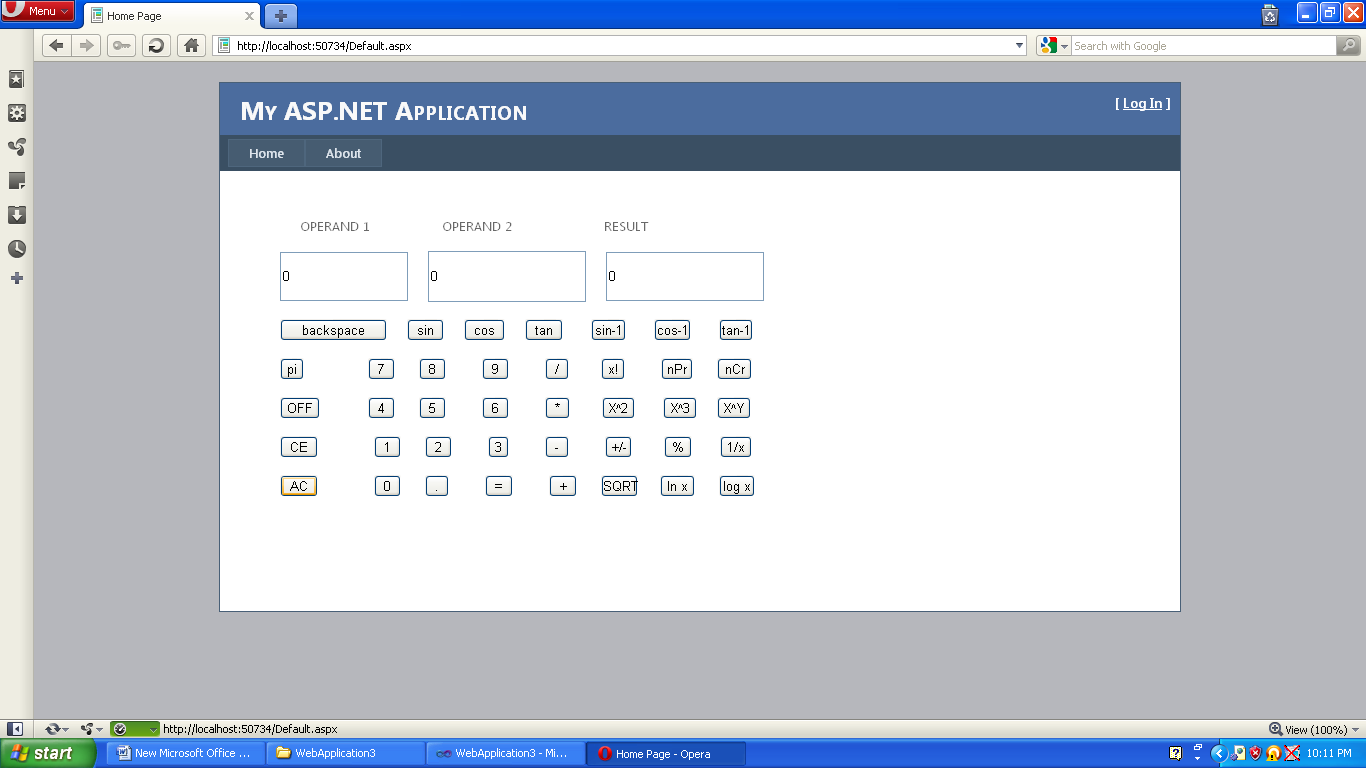 Menu Home Page
http://localhost:50734/Default.aspx Search with Google
MY ASP.NET APPLICATION
[ Log In ]
Home About
OPERAND 1 OPERAND 2 RESULT
0 0 0
backspace sin cos tan sin-1 cos-1 tan-1
pi 7 8 9 / x! nPr nCr
OFF 4 5 6 * X^2 X^3 X^Y
CE 1 2 3 - +/- % 1/x
AC 0 . = + SQRT ln x log x
http://localhost:50734/Default.aspx View (100%)
start New Microsoft Office ... WebApplication3 WebApplication3 - Mi... Home Page - Opera 10:11 PM